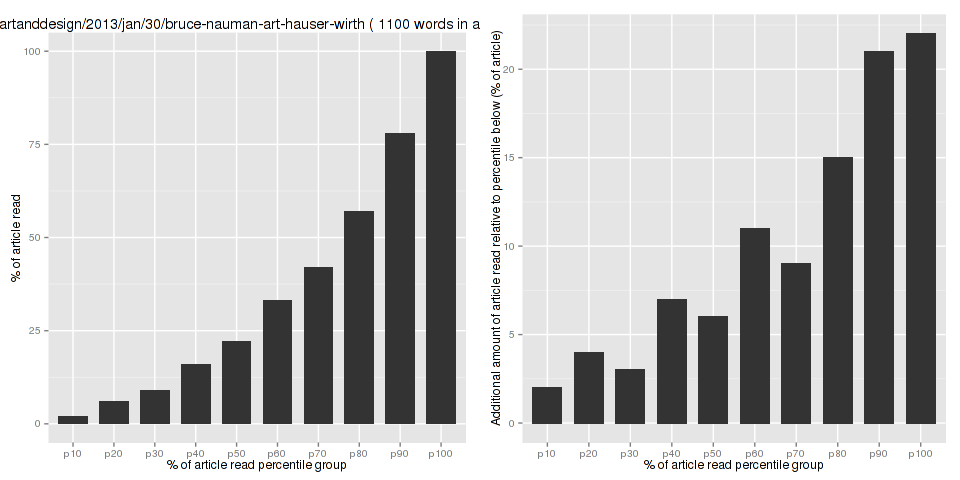 artanddesign/2013/jan/30/bruce-nauman-art-hauser-wirth ( 1100 words in a
% of article read
100
75
50
25
0
p10 p20 p30 p40 p50 p60 p70 p80 p90 p100
% of article read percentile group
Additional amount of article read relative to percentile below (% of article)
20
15
10
5
0
p10 p20 p30 p40 p50 p60 p70 p80 p90 p100
% of article read percentile group